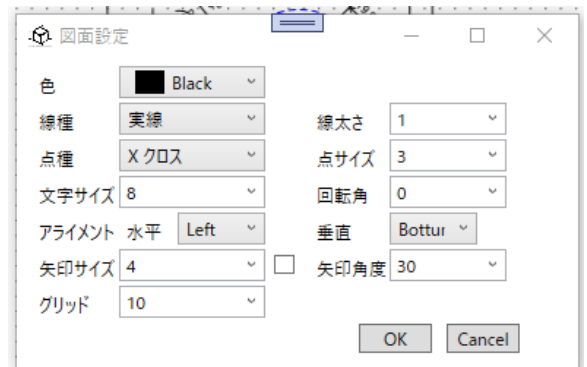 図面設定
色 Black
線種 実線 線太さ 1
点種 X クロス 点サイズ 3
文字サイズ 8 回転角 0
アライメント 水平 Left 垂直 Bottur
矢印サイズ 4 矢印角度 30
グリッド 10
OK Cancel